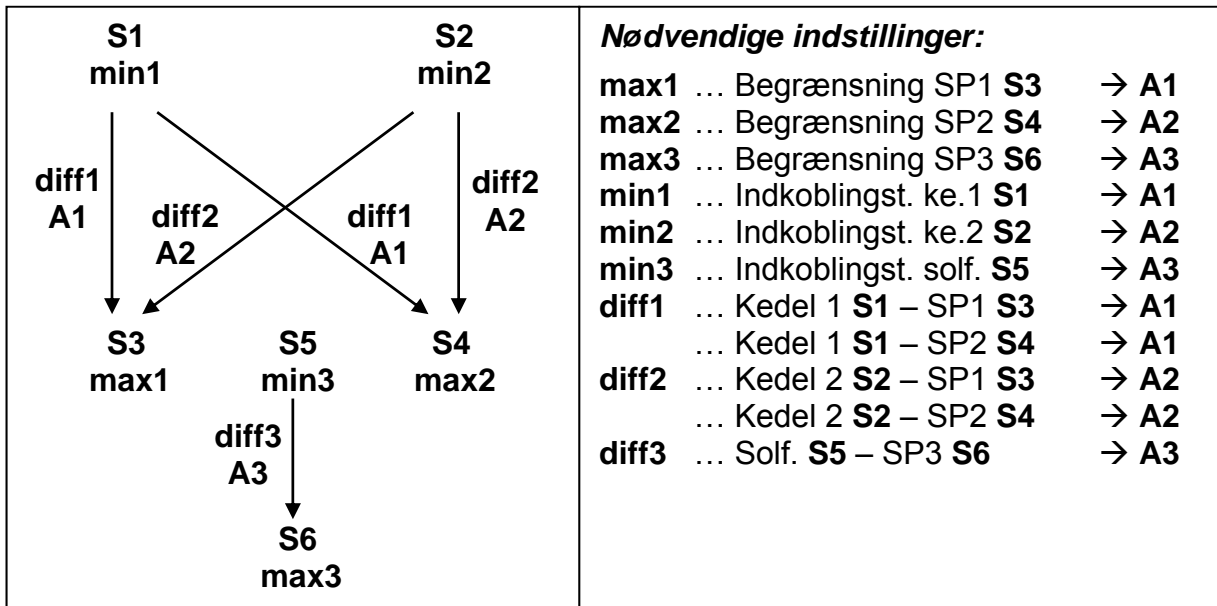 S1 S2
min1 min2
diff1 diff2
A1 diff2 diff1 A2
A2 A1
S3 S5 S4
max1 min3 max2
diff3
A3
S6
max3
Nødvendige indstillinger:
max1 … Begrænsning SP1 S3 → A1
max2 … Begrænsning SP2 S4 → A2
max3 … Begrænsning SP3 S6 → A3
min1 … Indkoblingst. ke.1 S1 → A1
min2 … Indkoblingst. ke.2 S2 → A2
min3 … Indkoblingst. solf. S5 → A3
diff1 … Kedel 1 S1 – SP1 S3 → A1
… Kedel 1 S1 – SP2 S4 → A1
diff2 … Kedel 2 S2 – SP1 S3 → A2
… Kedel 2 S2 – SP2 S4 → A2
diff3 … Solf. S5 – SP3 S6 → A3